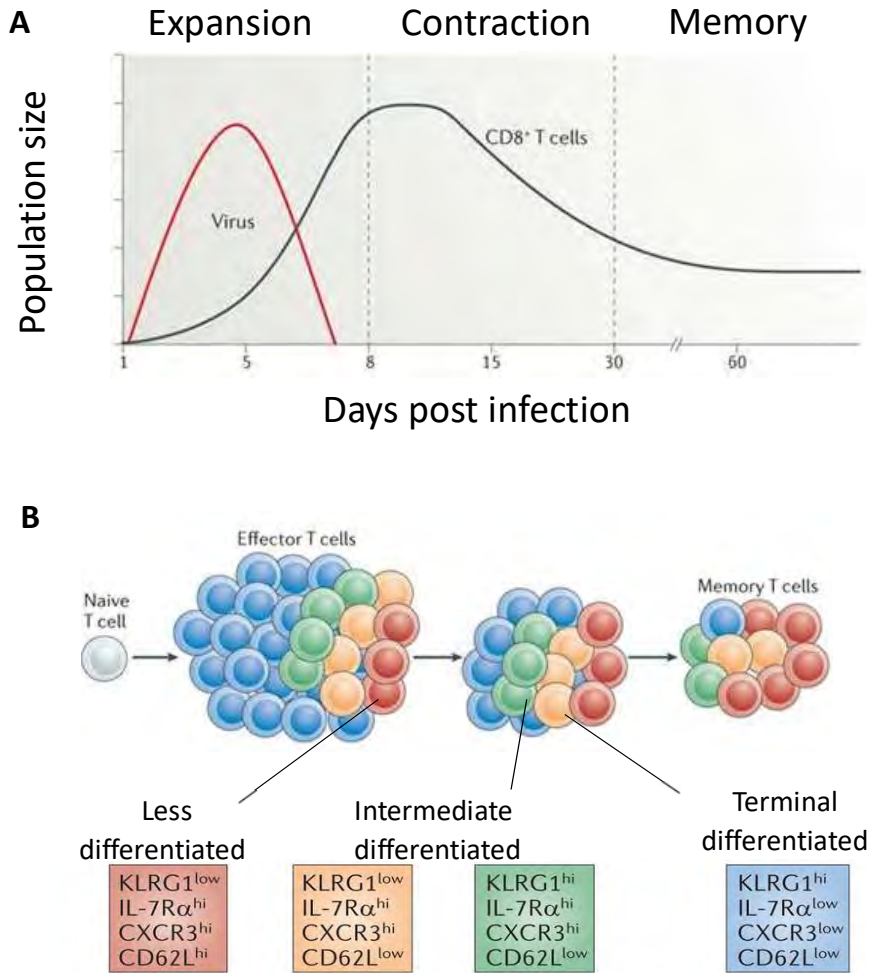 A
Expansion Contraction Memory
Population size
Virus
CD8⁺ T cells
1 5 8 15 30 60
Days post infection
B
Effector T cells
Naive
T cell
Memory T cells
Less
differentiated
Intermediate
differentiated
Terminal
differentiated
KLRG1ˡᵒʷ
IL-7Rαʰⁱ
CXCR3ʰⁱ
CD62Lʰⁱ
KLRG1ˡᵒʷ
IL-7Rαʰⁱ
CXCR3ʰⁱ
CD62Lˡᵒʷ
KLRG1ʰⁱ
IL-7Rαʰⁱ
CXCR3ʰⁱ
CD62Lˡᵒʷ
KLRG1ʰⁱ
IL-7Rαˡᵒʷ
CXCR3ˡᵒʷ
CD62Lˡᵒʷ